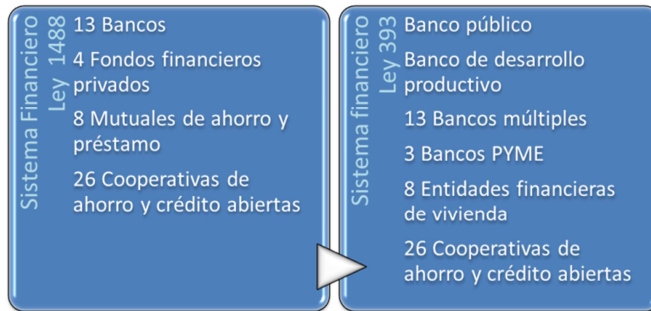 Sistema Financiero
Ley 1488
13 Bancos
4 Fondos financieros
privados
8 Mutuales de ahorro y
préstamo
26 Cooperativas de
ahorro y crédito abiertas
Sistema financiero
Ley 393
Banco público
Banco de desarrollo
productivo
13 Bancos múltiples
3 Bancos PYME
8 Entidades financieras
de vivienda
26 Cooperativas de
ahorro y crédito abiertas